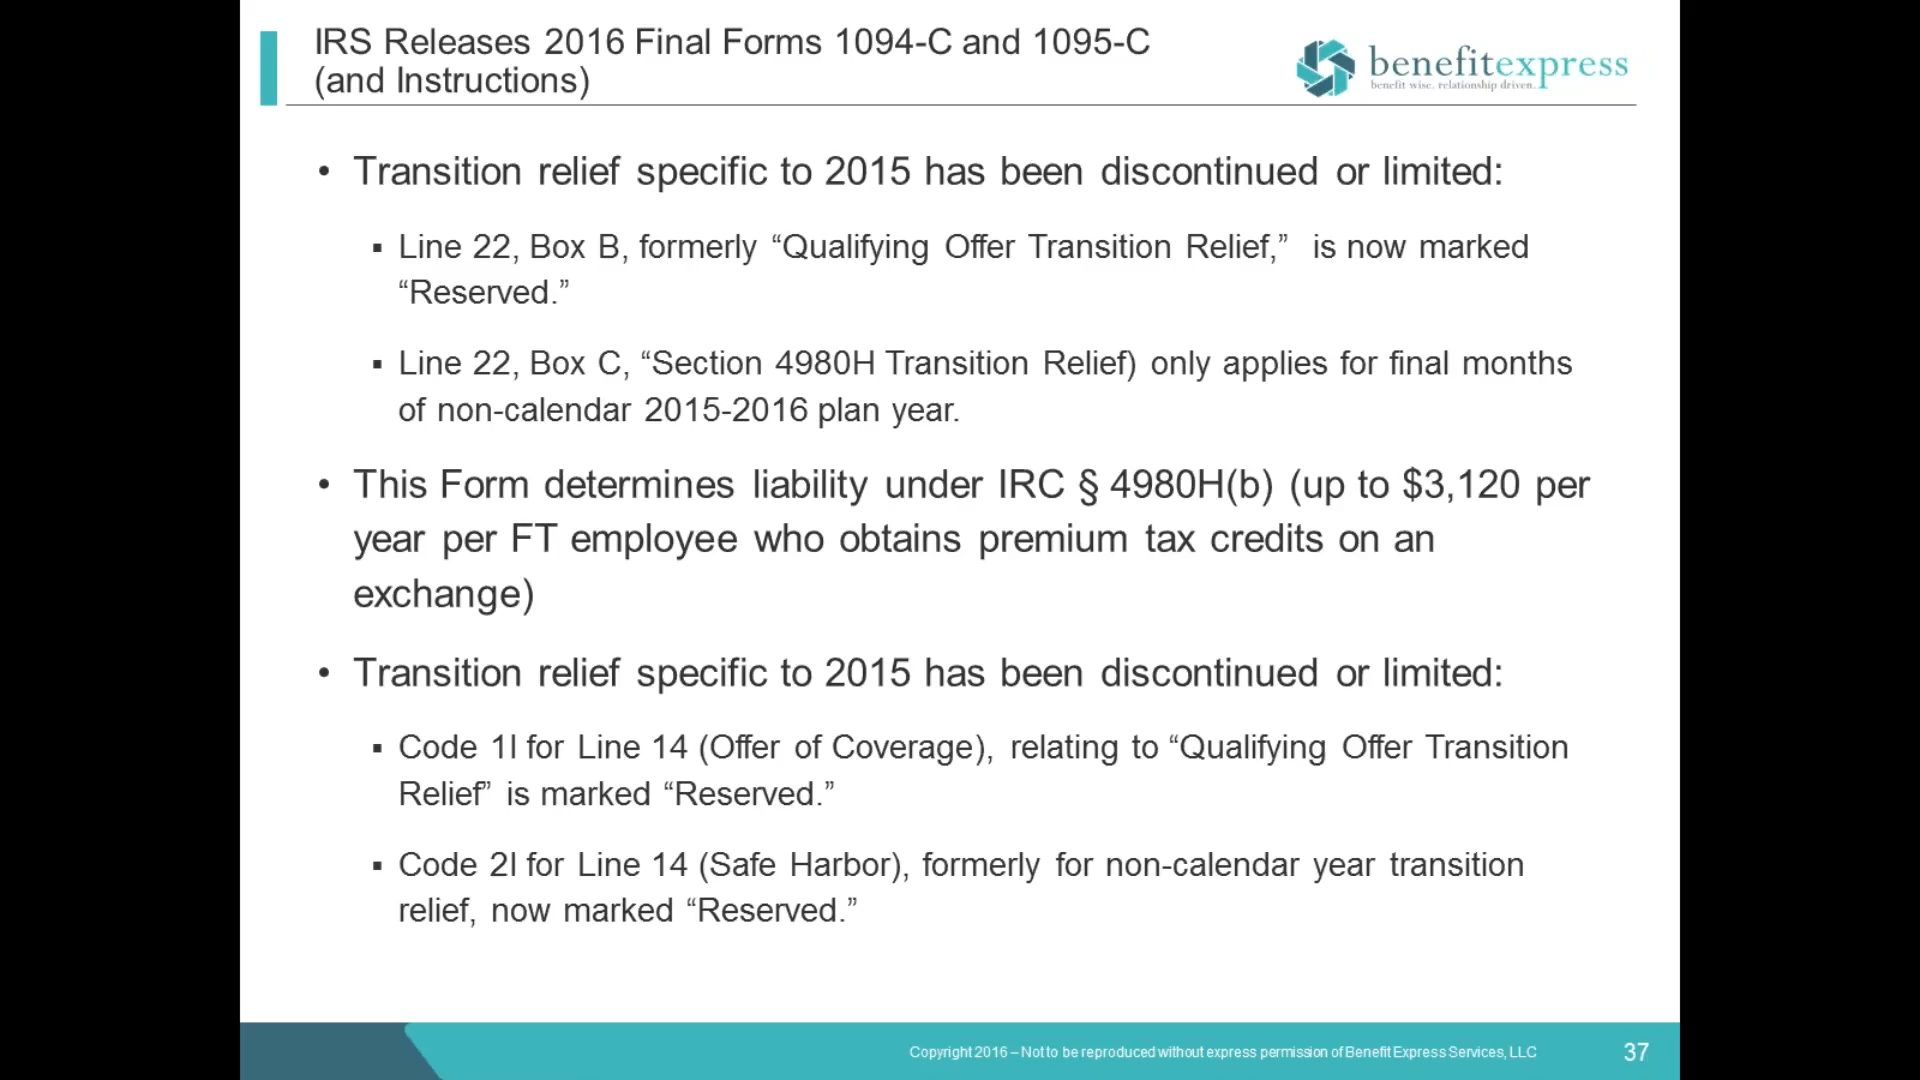 IRS Releases 2016 Final Forms 1094-C and 1095-C
(and Instructions)
benefitexpress
benefit wise. relationship driven.
• Transition relief specific to 2015 has been discontinued or limited:
▪ Line 22, Box B, formerly “Qualifying Offer Transition Relief,” is now marked
“Reserved.”
▪ Line 22, Box C, “Section 4980H Transition Relief) only applies for final months
of non-calendar 2015-2016 plan year.
• This Form determines liability under IRC § 4980H(b) (up to $3,120 per
year per FT employee who obtains premium tax credits on an
exchange)
• Transition relief specific to 2015 has been discontinued or limited:
▪ Code 1I for Line 14 (Offer of Coverage), relating to “Qualifying Offer Transition
Relief” is marked “Reserved.”
▪ Code 2I for Line 14 (Safe Harbor), formerly for non-calendar year transition
relief, now marked “Reserved.”
Copyright 2016 – Not to be reproduced without express permission of Benefit Express Services, LLC
37